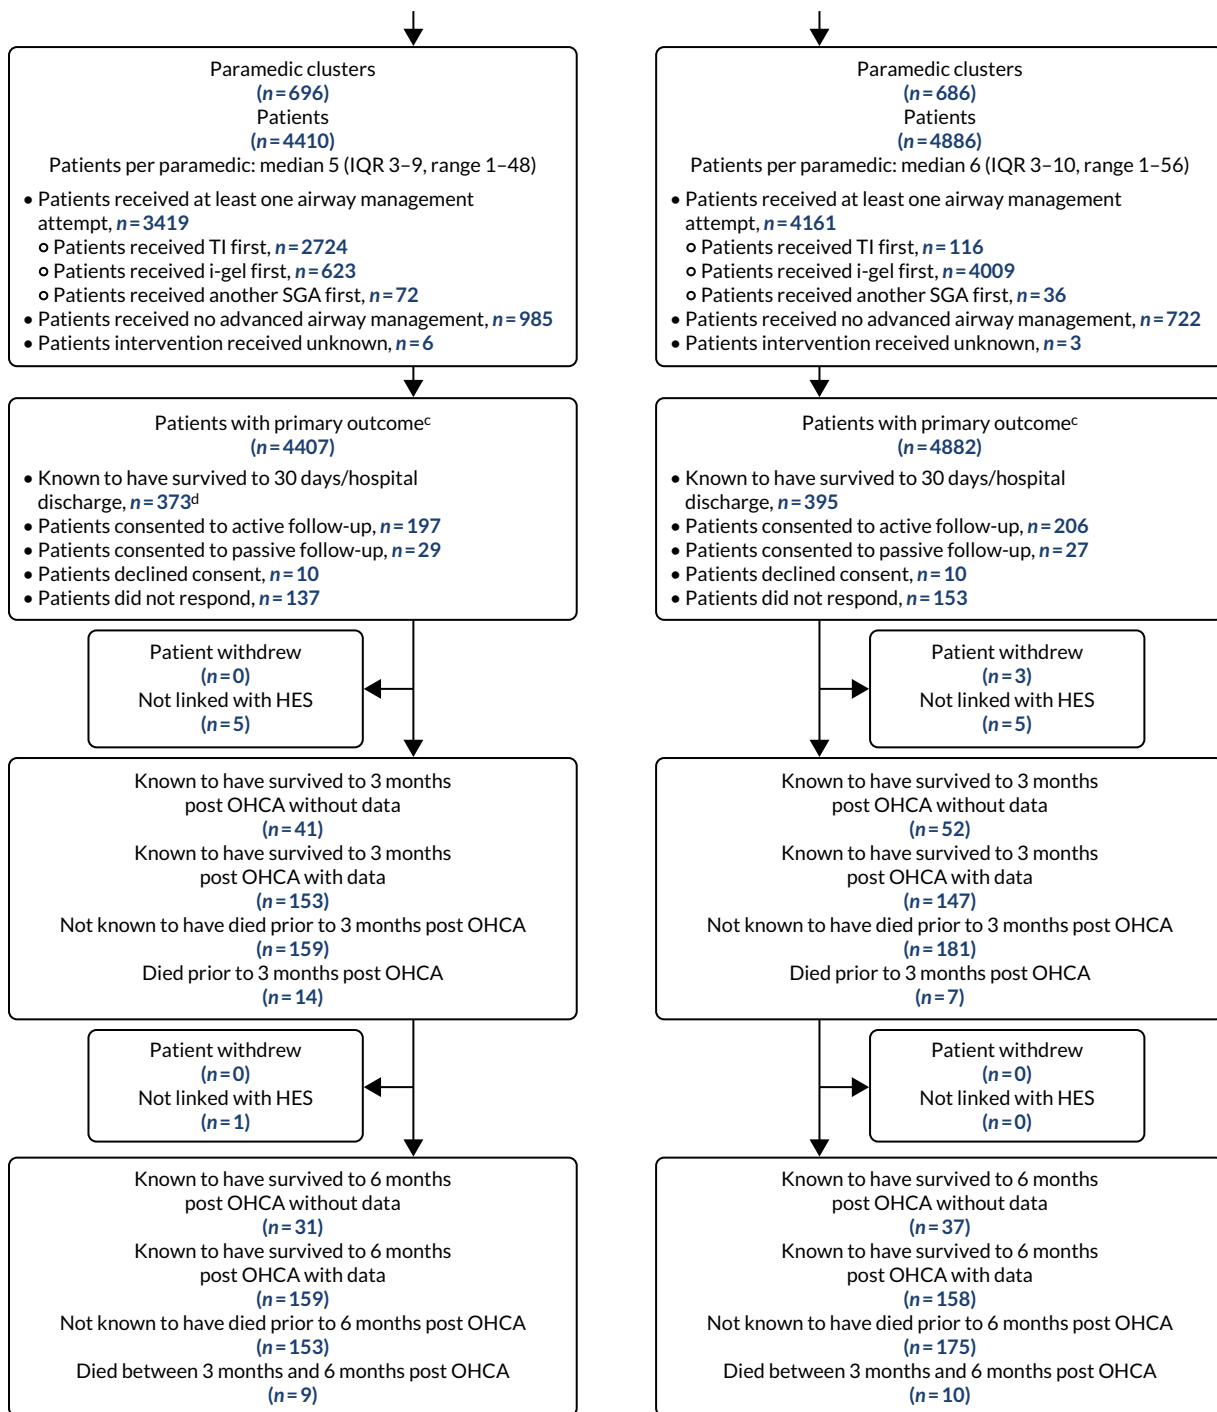 Paramedic clusters
(n=696)
Patients
(n=4410)
Patients per paramedic: median 5 (IQR 3–9, range 1–48)
• Patients received at least one airway management
attempt, n=3419
Patients received TI first, n=2724
Patients received i-gel first, n=623
Patients received another SGA first, n=72
• Patients received no advanced airway management, n=985
• Patients intervention received unknown, n=6
Patients with primary outcomeᶜ
(n=4407)
• Known to have survived to 30 days/hospital
discharge, n=373ᵈ
• Patients consented to active follow-up, n=197
• Patients consented to passive follow-up, n=29
• Patients declined consent, n=10
• Patients did not respond, n=137
Patient withdrew
(n=0)
Not linked with HES
(n=5)
Known to have survived to 3 months
post OHCA without data
(n=41)
Known to have survived to 3 months
post OHCA with data
(n=153)
Not known to have died prior to 3 months post OHCA
(n=159)
Died prior to 3 months post OHCA
(n=14)
Patient withdrew
(n=0)
Not linked with HES
(n=1)
Known to have survived to 6 months
post OHCA without data
(n=31)
Known to have survived to 6 months
post OHCA with data
(n=159)
Not known to have died prior to 6 months post OHCA
(n=153)
Died between 3 months and 6 months post OHCA
(n=9)
Paramedic clusters
(n=686)
Patients
(n=4886)
Patients per paramedic: median 6 (IQR 3–10, range 1–56)
• Patients received at least one airway management
attempt, n=4161
Patients received TI first, n=116
Patients received i-gel first, n=4009
Patients received another SGA first, n=36
• Patients received no advanced airway management, n=722
• Patients intervention received unknown, n=3
Patients with primary outcomeᶜ
(n=4882)
• Known to have survived to 30 days/hospital
discharge, n=395
• Patients consented to active follow-up, n=206
• Patients consented to passive follow-up, n=27
• Patients declined consent, n=10
• Patients did not respond, n=153
Patient withdrew
(n=3)
Not linked with HES
(n=5)
Known to have survived to 3 months
post OHCA without data
(n=52)
Known to have survived to 3 months
post OHCA with data
(n=147)
Not known to have died prior to 3 months post OHCA
(n=181)
Died prior to 3 months post OHCA
(n=7)
Patient withdrew
(n=0)
Not linked with HES
(n=0)
Known to have survived to 6 months
post OHCA without data
(n=37)
Known to have survived to 6 months
post OHCA with data
(n=158)
Not known to have died prior to 6 months post OHCA
(n=175)
Died between 3 months and 6 months post OHCA
(n=10)